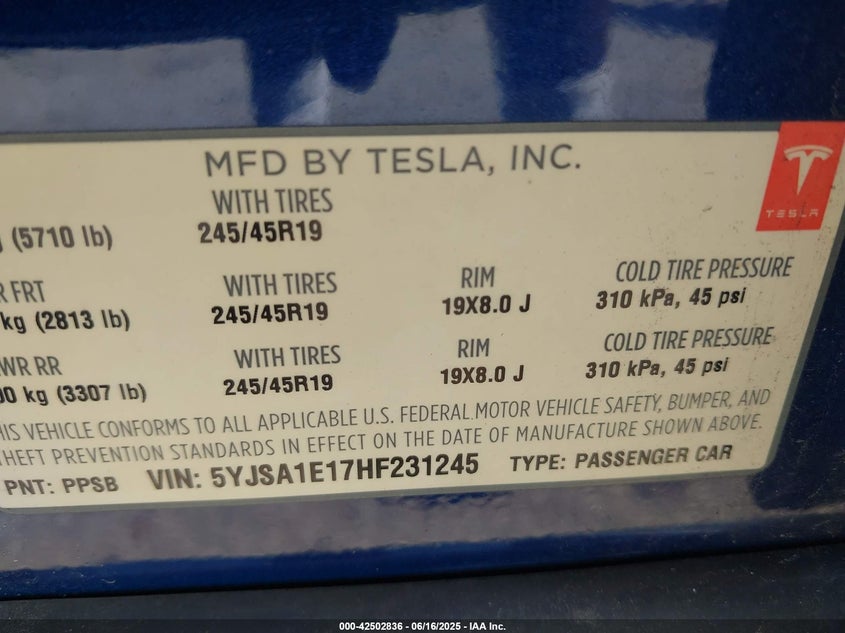 MFD BY TESLA, INC.
TESLA
WITH TIRES
(5710 lb) 245/45R19
R FRT WITH TIRES RIM COLD TIRE PRESSURE
kg (2813 lb) 245/45R19 19X8.0 J 310 kPa, 45 psi
WR RR WITH TIRES RIM COLD TIRE PRESSURE
00 kg (3307 lb) 245/45R19 19X8.0 J 310 kPa, 45 psi
HIS VEHICLE CONFORMS TO ALL APPLICABLE U.S. FEDERAL MOTOR VEHICLE SAFETY, BUMPER, AND
THEFT PREVENTION STANDARDS IN EFFECT ON THE DATE OF MANUFACTURE SHOWN ABOVE.
PNT: PPSB VIN: 5YJSA1E17HF231245 TYPE: PASSENGER CAR
000-42502836 - 06/16/2025 - IAA Inc.